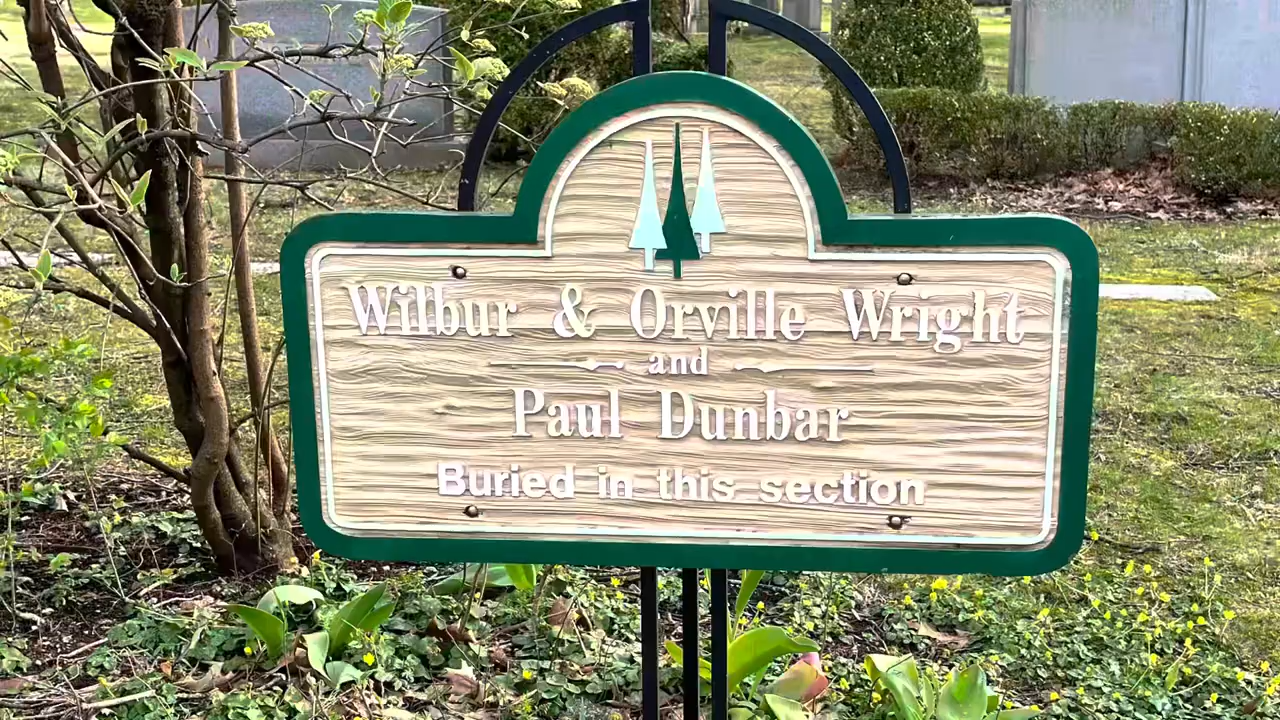 Wilbur & Orville Wright
and
Paul Dunbar
Buried in this section